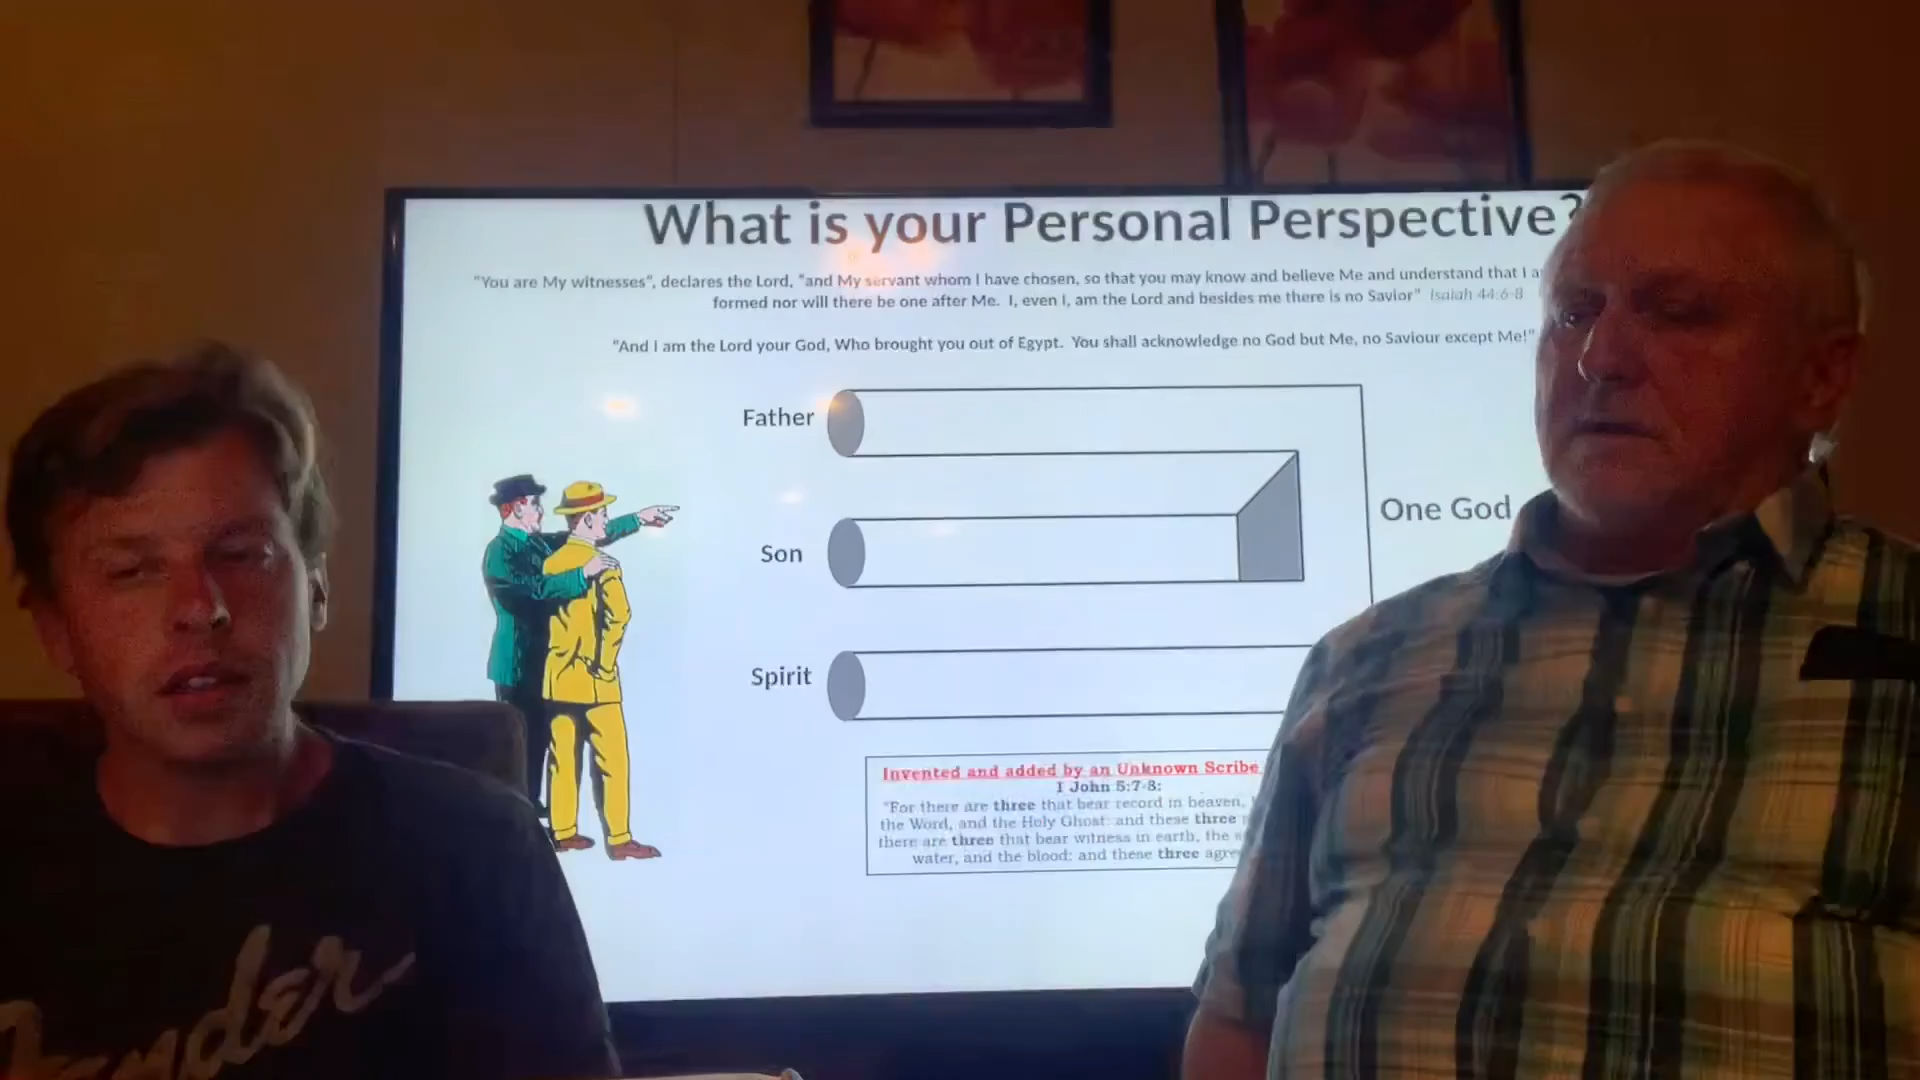 What is your Personal Perspective?
"You are My witnesses", declares the Lord, "and My servant whom I have chosen, so that you may know and believe Me and understand that I
formed nor will there be one after Me. I, even I, am the Lord and besides me there is no Savior" Isaiah 44:6-8
"And I am the Lord your God, Who brought you out of Egypt. You shall acknowledge no God but Me, no Saviour except Me!"
Father
Son
One God
Spirit
Invented and added by an Unknown Scribe
I John 5:7-8:
"For there are three that bear record in heaven,
the Word, and the Holy Ghost: and these three
there are three that bear witness in earth, the
water, and the blood: and these three
Fender